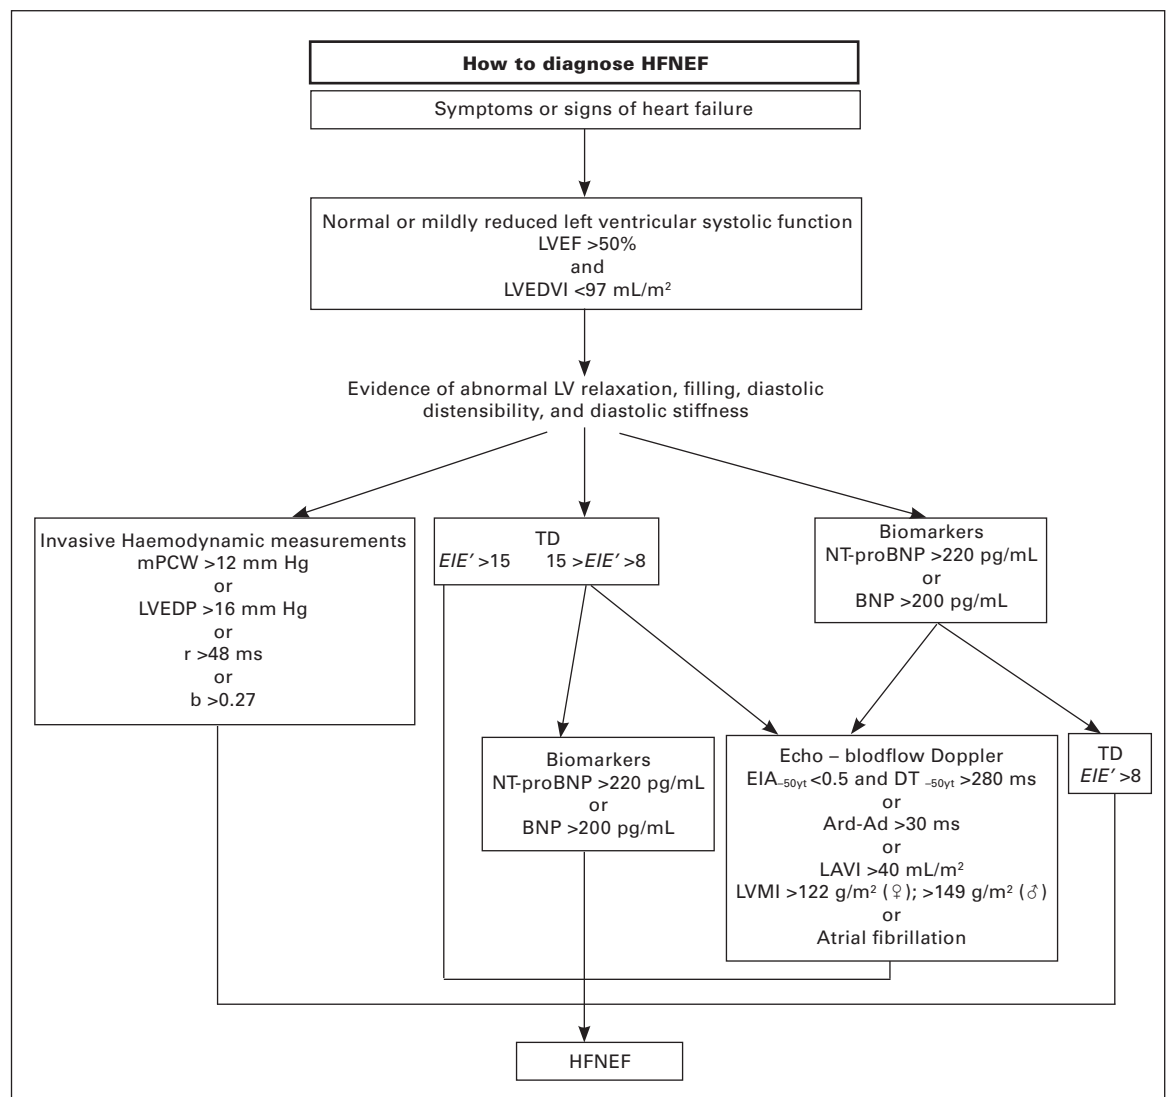 How to diagnose HFNEF
Symptoms or signs of heart failure
Normal or mildly reduced left ventricular systolic function
LVEF >50%
and
LVEDVI <97 mL/m²
Evidence of abnormal LV relaxation, filling, diastolic
distensibility, and diastolic stiffness
Invasive Haemodynamic measurements
mPCW >12 mm Hg
or
LVEDP >16 mm Hg
or
r >48 ms
or
b >0.27
TD
EIE′ >15 15 >EIE′ >8
Biomarkers
NT-proBNP >220 pg/mL
or
BNP >200 pg/mL
Biomarkers
NT-proBNP >220 pg/mL
or
BNP >200 pg/mL
Echo – blodflow Doppler
EIA₋₅₀yt <0.5 and DT ₋₅₀yt >280 ms
or
Ard-Ad >30 ms
or
LAVI >40 mL/m²
LVMI >122 g/m² (♀); >149 g/m² (♂)
or
Atrial fibrillation
TD
EIE′ >8
HFNEF